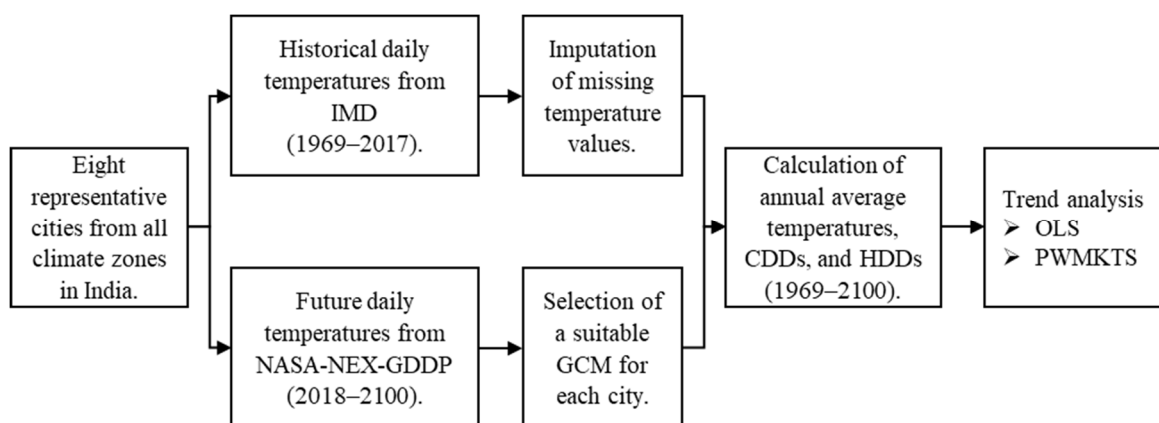 Eight
representative
cities from all
climate zones
in India.
Historical daily
temperatures from
IMD
(1969–2017).
Imputation
of missing
temperature
values.
Future daily
temperatures from
NASA-NEX-GDDP
(2018–2100).
Selection of
a suitable
GCM for
each city.
Calculation of
annual average
temperatures,
CDDs, and HDDs
(1969–2100).
Trend analysis
➢ OLS
➢ PWMKTS